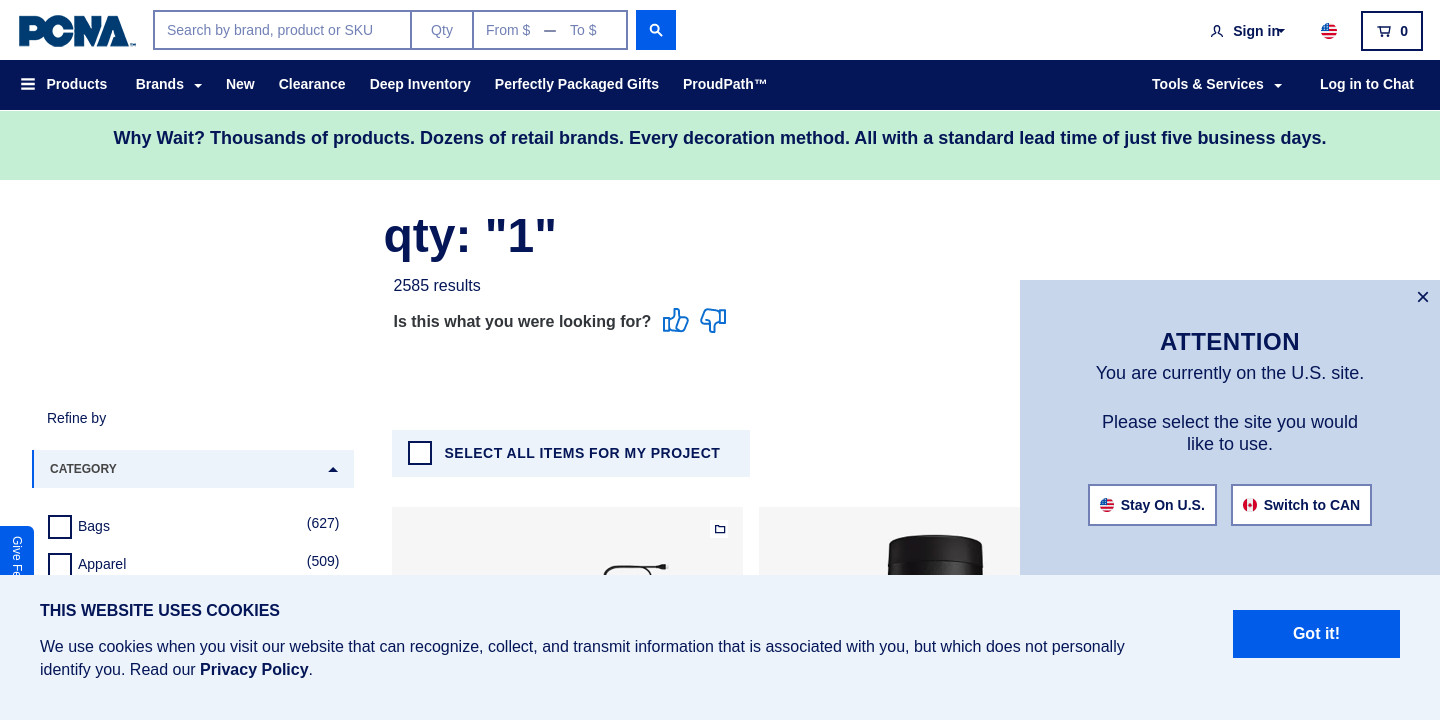 PCNA™
Search by brand, product or SKU
Qty
From $
To $
Sign in
0
Products
Brands
New
Clearance
Deep Inventory
Perfectly Packaged Gifts
ProudPath™
Tools & Services
Log in to Chat
Why Wait? Thousands of products. Dozens of retail brands. Every decoration method. All with a standard lead time of just five business days.
qty: "1"
2585 results
Is this what you were looking for?
Refine by
CATEGORY
Bags
(627)
Apparel
(509)
SELECT ALL ITEMS FOR MY PROJECT
ATTENTION
You are currently on the U.S. site.
Please select the site you would
like to use.
Stay On U.S.
Switch to CAN
Give
THIS WEBSITE USES COOKIES
We use cookies when you visit our website that can recognize, collect, and transmit information that is associated with you, but which does not personally
identify you. Read our Privacy Policy.
Got it!